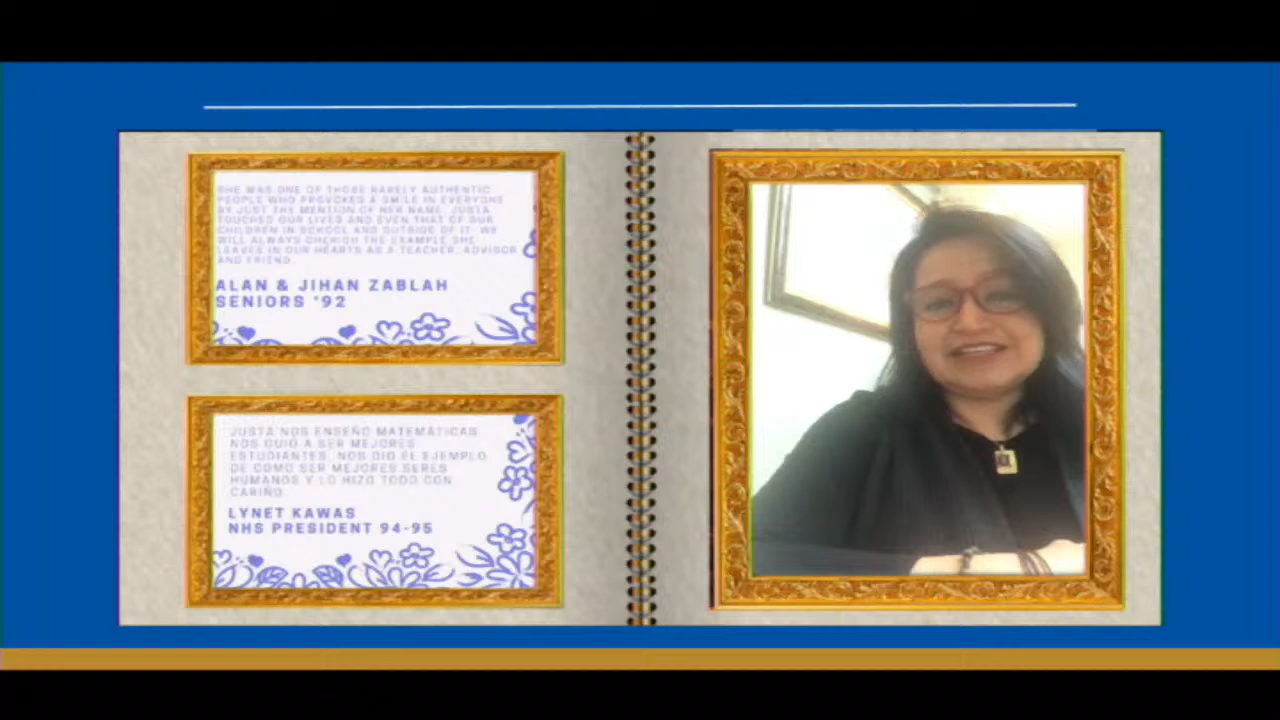 SHE WAS ONE OF THOSE RARELY AUTHENTIC
PEOPLE WHO PROVOKES A SMILE IN EVERYONE
BY JUST THE MENTION OF HER NAME. JUSTA
TOUCHED OUR LIVES AND EVEN THAT OF OUR
CHILDREN IN SCHOOL AND OUTSIDE OF IT. WE
WILL ALWAYS CHERISH THE EXAMPLE SHE
LEAVES IN OUR HEARTS AS A TEACHER, ADVISOR
AND FRIEND.
ALAN & JIHAN ZABLAH
SENIORS '92
JUSTA NOS ENSEÑÓ MATEMÁTICAS
NOS GUIÓ A SER MEJORES
ESTUDIANTES, NOS DIO EL EJEMPLO
DE COMO SER MEJORES SERES
HUMANOS Y LO HIZO TODO CON
CARIÑO.
LYNET KAWAS
NHS PRESIDENT 94-95